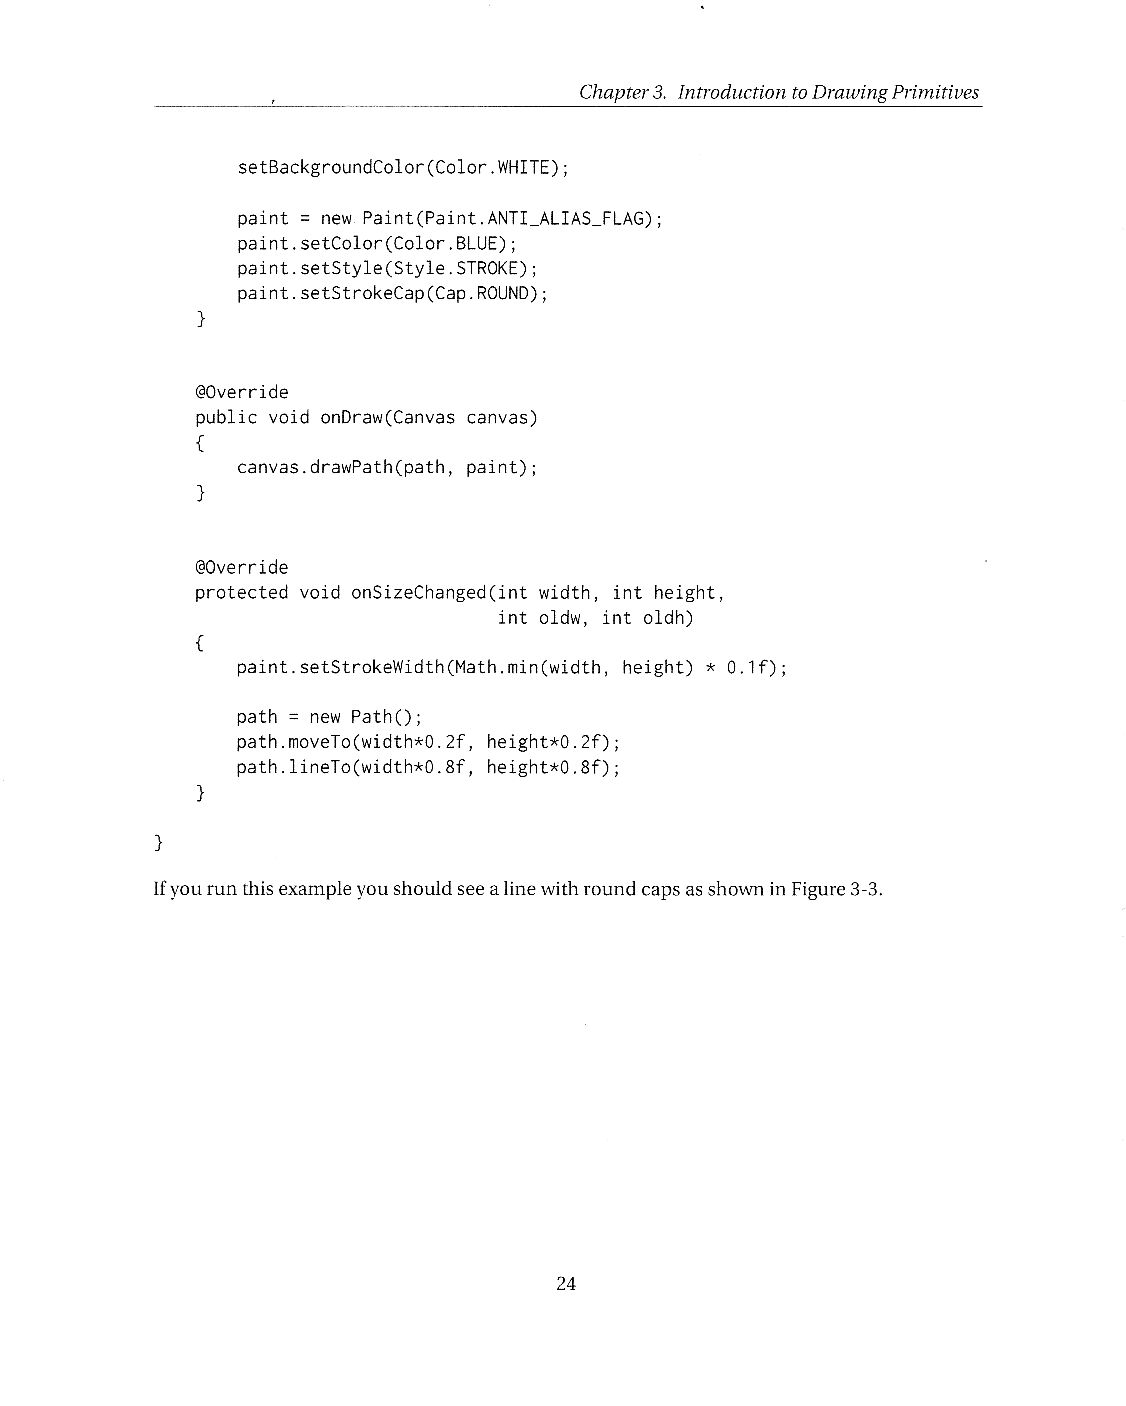 Chapter 3. Introduction to Drawing Primitives
        setBackgroundColor(Color.WHITE);

        paint = new Paint(Paint.ANTI_ALIAS_FLAG);
        paint.setColor(Color.BLUE);
        paint.setStyle(Style.STROKE);
        paint.setStrokeCap(Cap.ROUND);
    }

    @Override
    public void onDraw(Canvas canvas)
    {
        canvas.drawPath(path, paint);
    }

    @Override
    protected void onSizeChanged(int width, int height,
                                 int oldw, int oldh)
    {
        paint.setStrokeWidth(Math.min(width, height) * 0.1f);

        path = new Path();
        path.moveTo(width*0.2f, height*0.2f);
        path.lineTo(width*0.8f, height*0.8f);
    }

}
If you run this example you should see a line with round caps as shown in Figure 3-3.
24